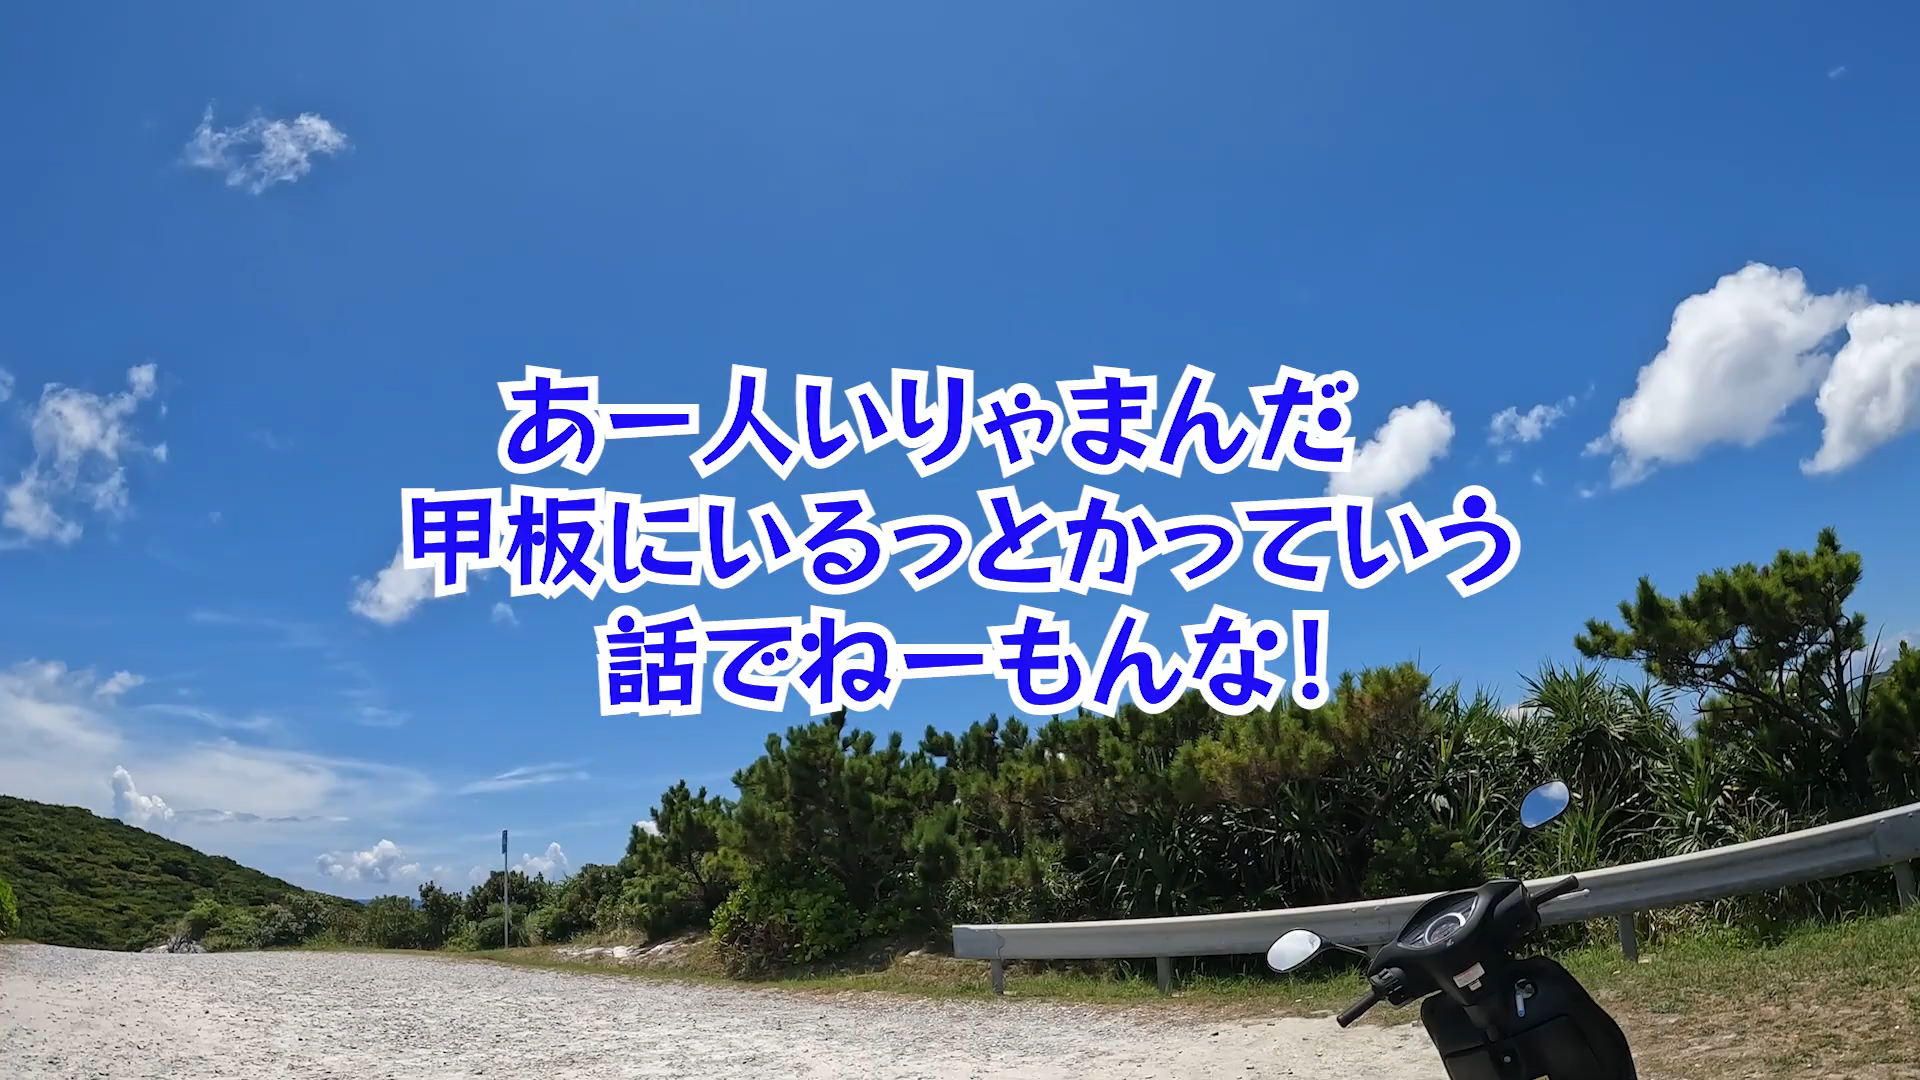 あー人いりゃまんだ
甲板にいるっとかっていう
話でねーもんな！